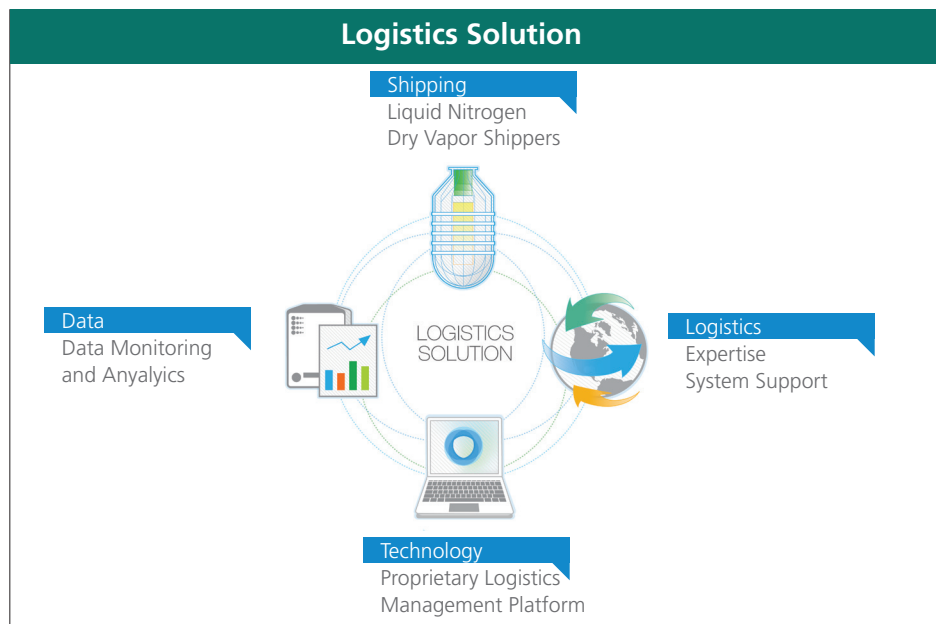 Logistics Solution
Shipping
Liquid Nitrogen
Dry Vapor Shippers
Data
Data Monitoring
and Anyalyics
LOGISTICS
SOLUTION
Logistics
Expertise
System Support
Technology
Proprietary Logistics
Management Platform